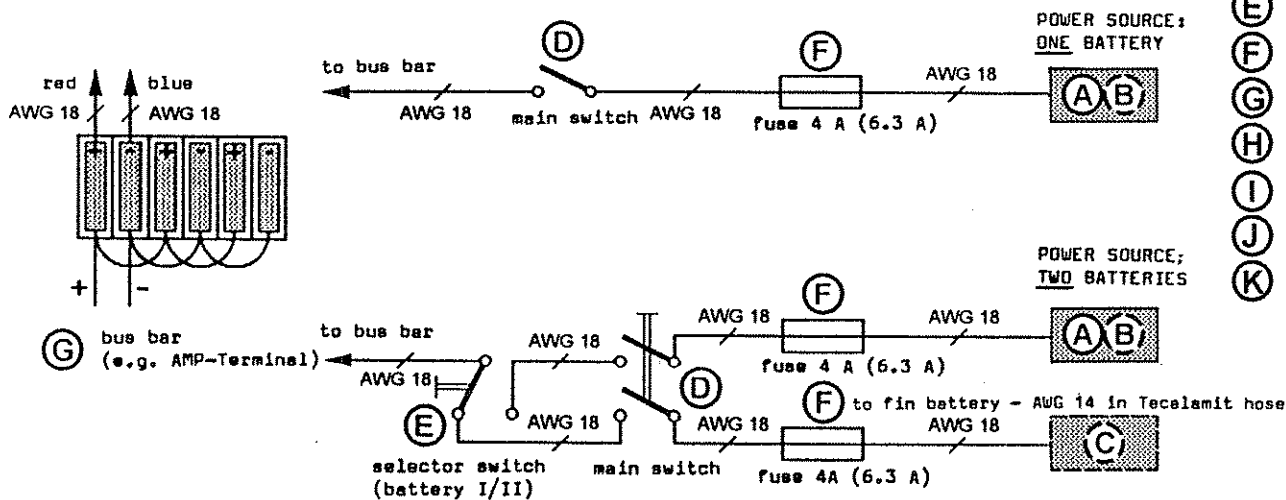 POWER SOURCE:
ONE BATTERY
D
F
red
blue
to bus bar
AWG 18
AWG 18
AWG 18
main switch
AWG 18
fuse 4 A (6.3 A)
AWG 18
A B
+ - + - + -
+ -
G bus bar
(e.g. AMP-Terminal)
POWER SOURCE;
TWO BATTERIES
to bus bar
AWG 18
E
selector switch
(battery I/II)
AWG 18
AWG 18
D
main switch
AWG 18
F
fuse 4 A (6.3 A)
AWG 18
A B
AWG 18
F
to fin battery - AWG 14 in Tecalamit hose
fuse 4A (6.3 A)
AWG 18
C
E
F
G
H
I
J
K